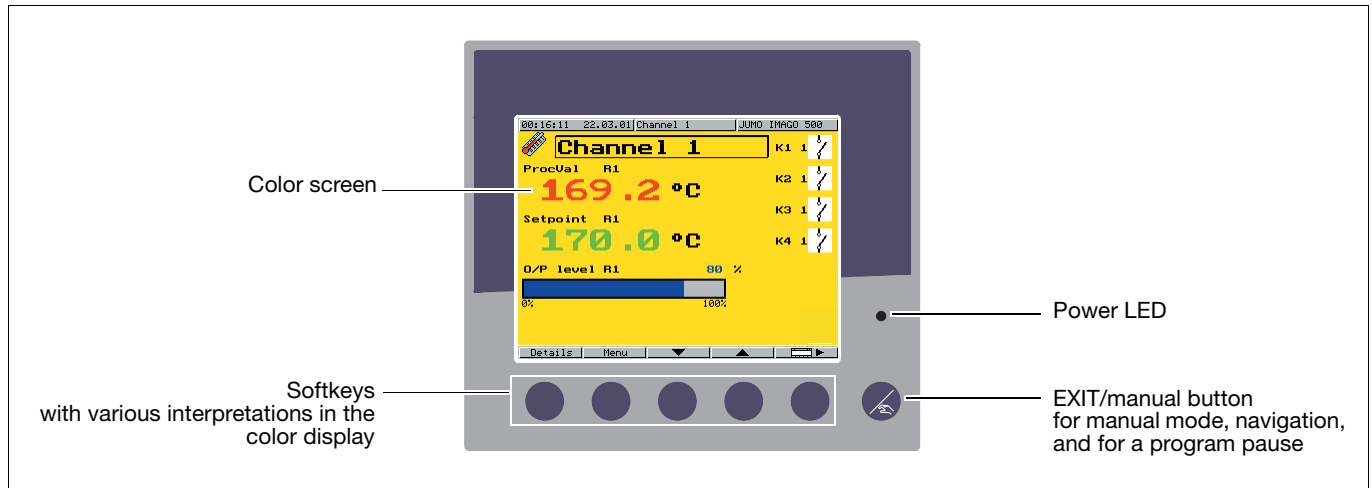 00:16:11 22.03.01 Channel 1 JUMO IMAGO 500
Channel 1
K1 1
ProcVal R1
K2 1
169.2 °C
K3 1
Setpoint R1
170.0 °C
K4 1
O/P level R1 80 %
0% 100%
Details Menu
Color screen
Power LED
Softkeys
with various interpretations in the
color display
EXIT/manual button
for manual mode, navigation,
and for a program pause